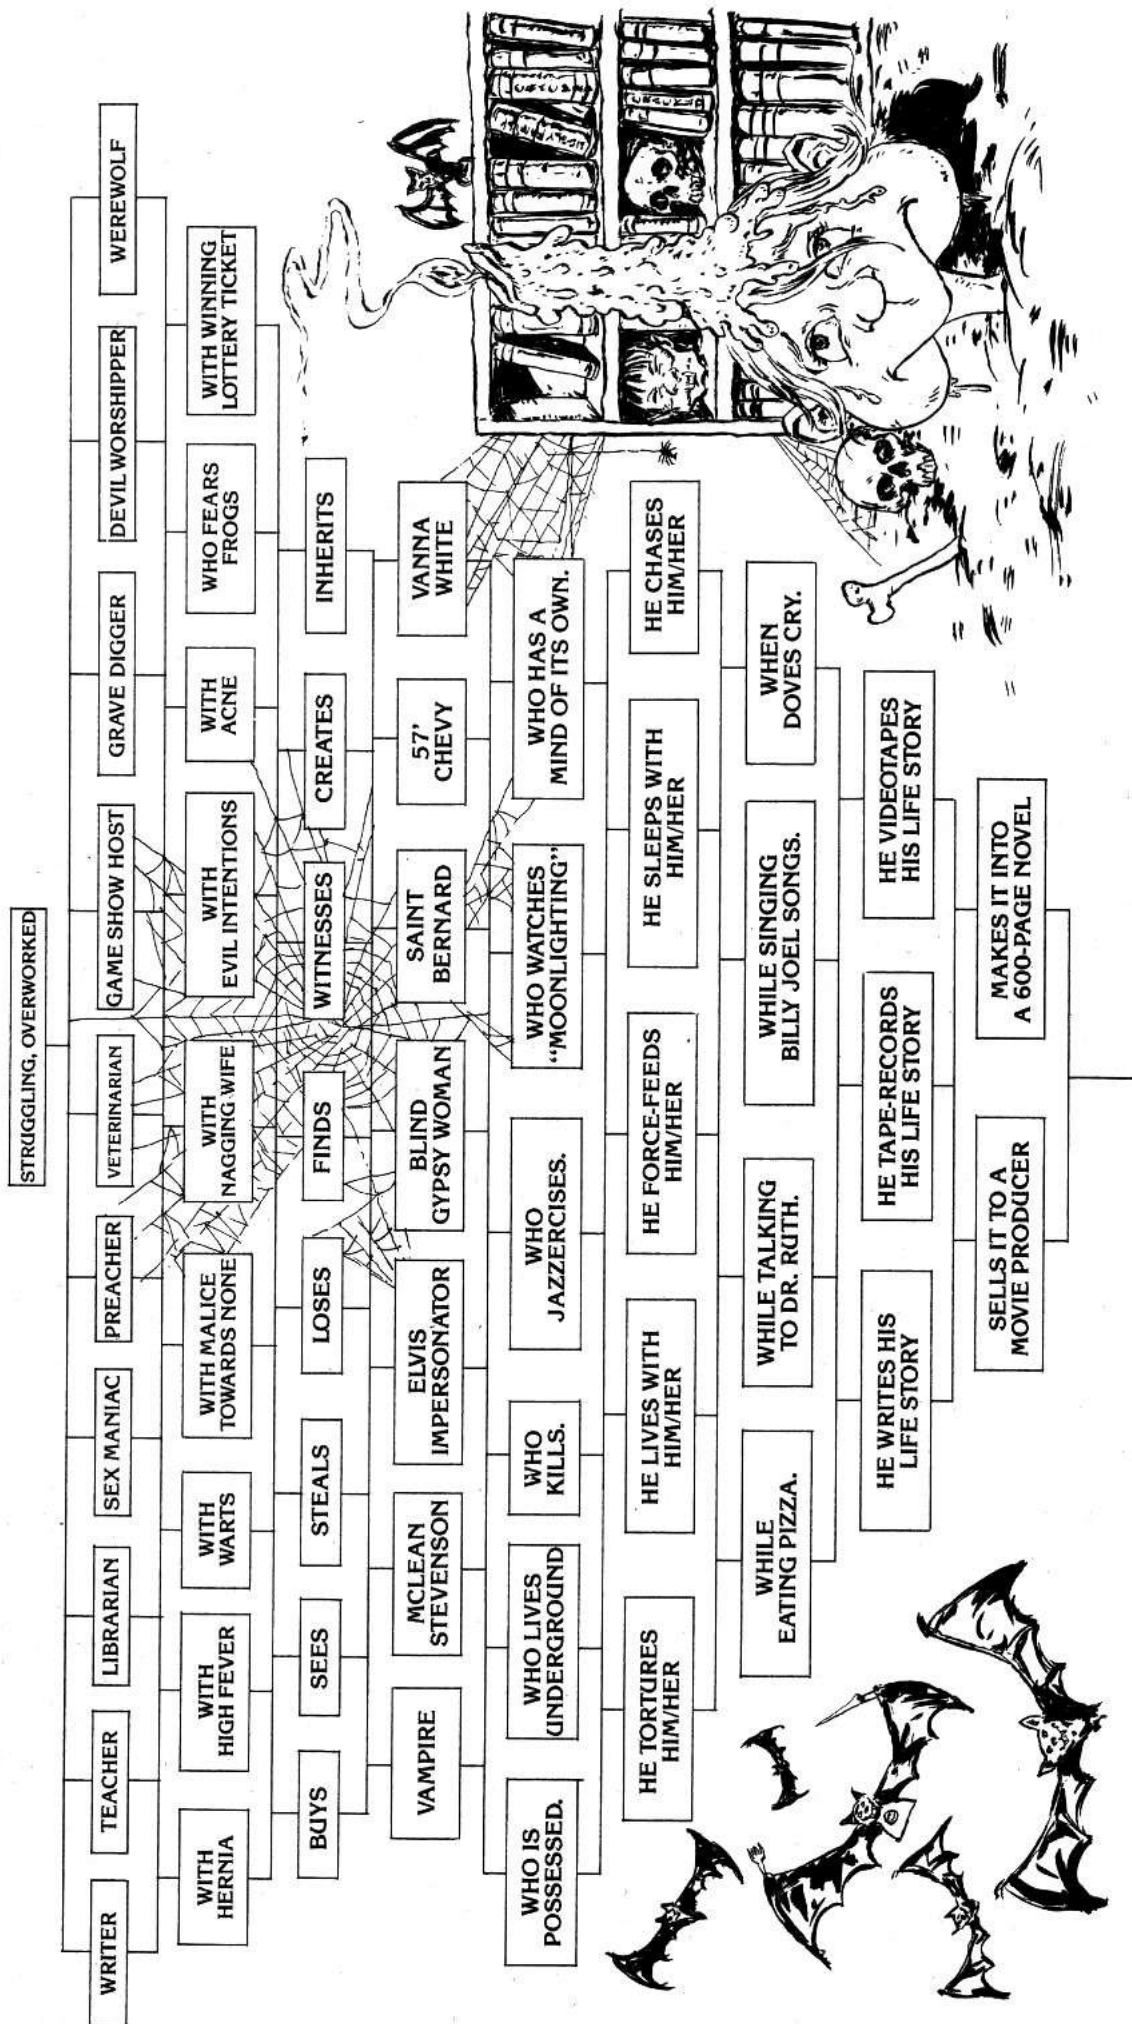 STRUGGLING, OVERWORKED
WRITER
TEACHER
LIBRARIAN
SEX MANIAC
PREACHER
VETERINARIAN
GAME SHOW HOST
GRAVE DIGGER
DEVIL WORSHIPPER
WEREWOLF
WITH
HERNIA
WITH
HIGH FEVER
WITH
WARTS
WITH MALICE
TOWARDS NONE
WITH
NAGGING WIFE
WITH
EVIL INTENTIONS
WITH
ACNE
WHO FEARS
FROGS
WITH WINNING
LOTTERY TICKET
BUYS
SEES
STEALS
LOSES
FINDS
WITNESSES
CREATES
INHERITS
VAMPIRE
MCLEAN
STEVENSON
ELVIS
IMPERSONATOR
BLIND
GYPSY WOMAN
SAINT
BERNARD
57'
CHEVY
VANNA
WHITE
WHO IS
POSSESSED.
WHO LIVES
UNDERGROUND
WHO
KILLS.
WHO
JAZZERCISES.
WHO WATCHES
"MOONLIGHTING"
WHO HAS A
MIND OF ITS OWN.
HE TORTURES
HIM/HER
HE LIVES WITH
HIM/HER
HE FORCE-FEEDS
HIM/HER
HE SLEEPS WITH
HIM/HER
HE CHASES
HIM/HER
WHILE
EATING PIZZA.
WHILE TALKING
TO DR. RUTH.
WHILE SINGING
BILLY JOEL SONGS.
WHEN
DOVES CRY.
HE WRITES HIS
LIFE STORY
HE TAPE-RECORDS
HIS LIFE STORY
HE VIDEOTAPES
HIS LIFE STORY
SELLS IT TO A
MOVIE PRODUCER
MAKES IT INTO
A 600-PAGE NOVEL